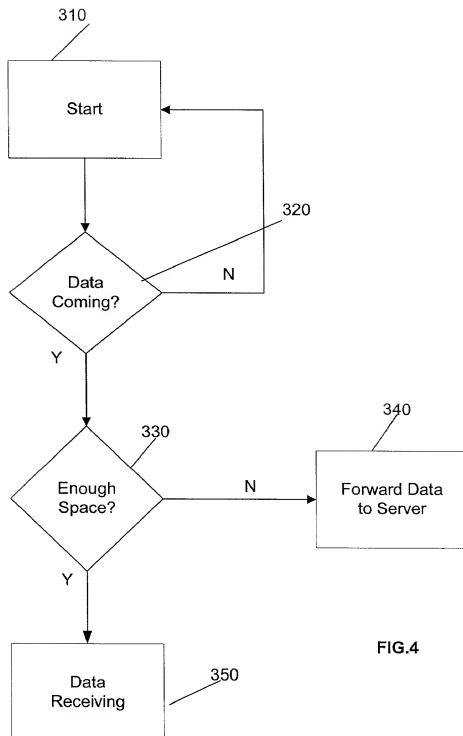 310
Start
320
Data
Coming?
N
Y
330
340
Enough
Space?
N
Forward Data
to Server
Y
FIG.4
350
Data
Receiving